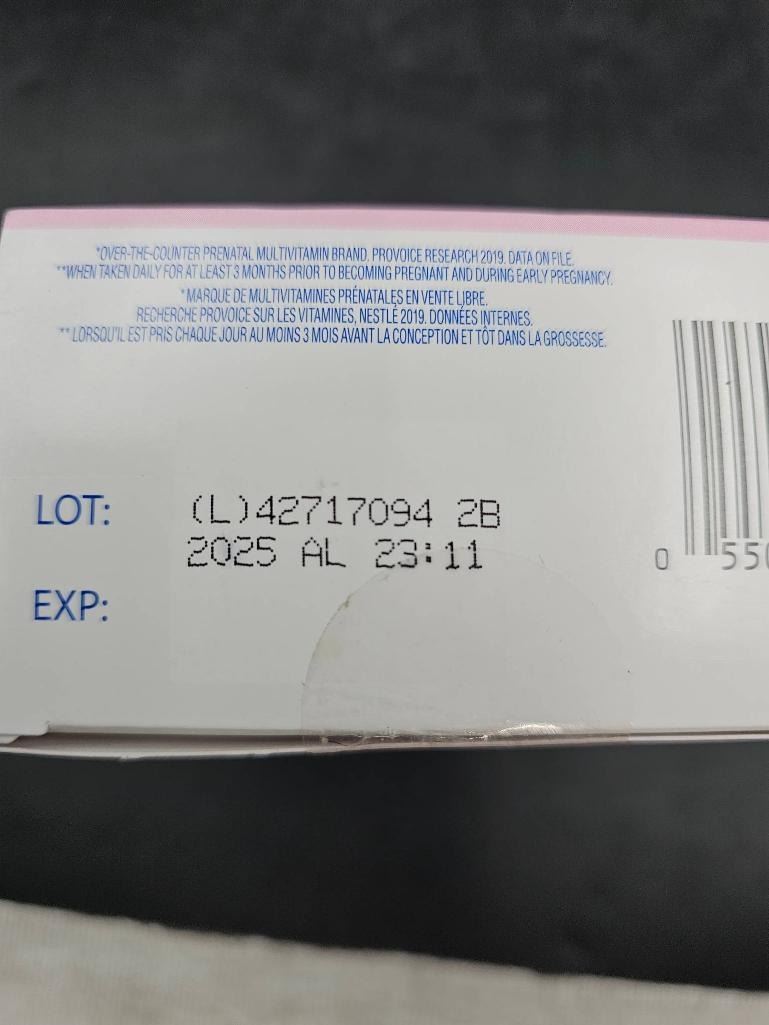 *OVER-THE-COUNTER PRENATAL MULTIVITAMIN BRAND. PROVOICE RESEARCH 2019. DATA ON FILE.
**WHEN TAKEN DAILY FOR AT LEAST 3 MONTHS PRIOR TO BECOMING PREGNANT AND DURING EARLY PREGNANCY.
*MARQUE DE MULTIVITAMINES PRÉNATALES EN VENTE LIBRE.
RECHERCHE PROVOICE SUR LES VITAMINES, NESTLÉ 2019. DONNÉES INTERNES.
** LORSQU'IL EST PRIS CHAQUE JOUR AU MOINS 3 MOIS AVANT LA CONCEPTION ET TÔT DANS LA GROSSESSE.
LOT: (L)42717094 2B
2025 AL 23:11
EXP:
0 550